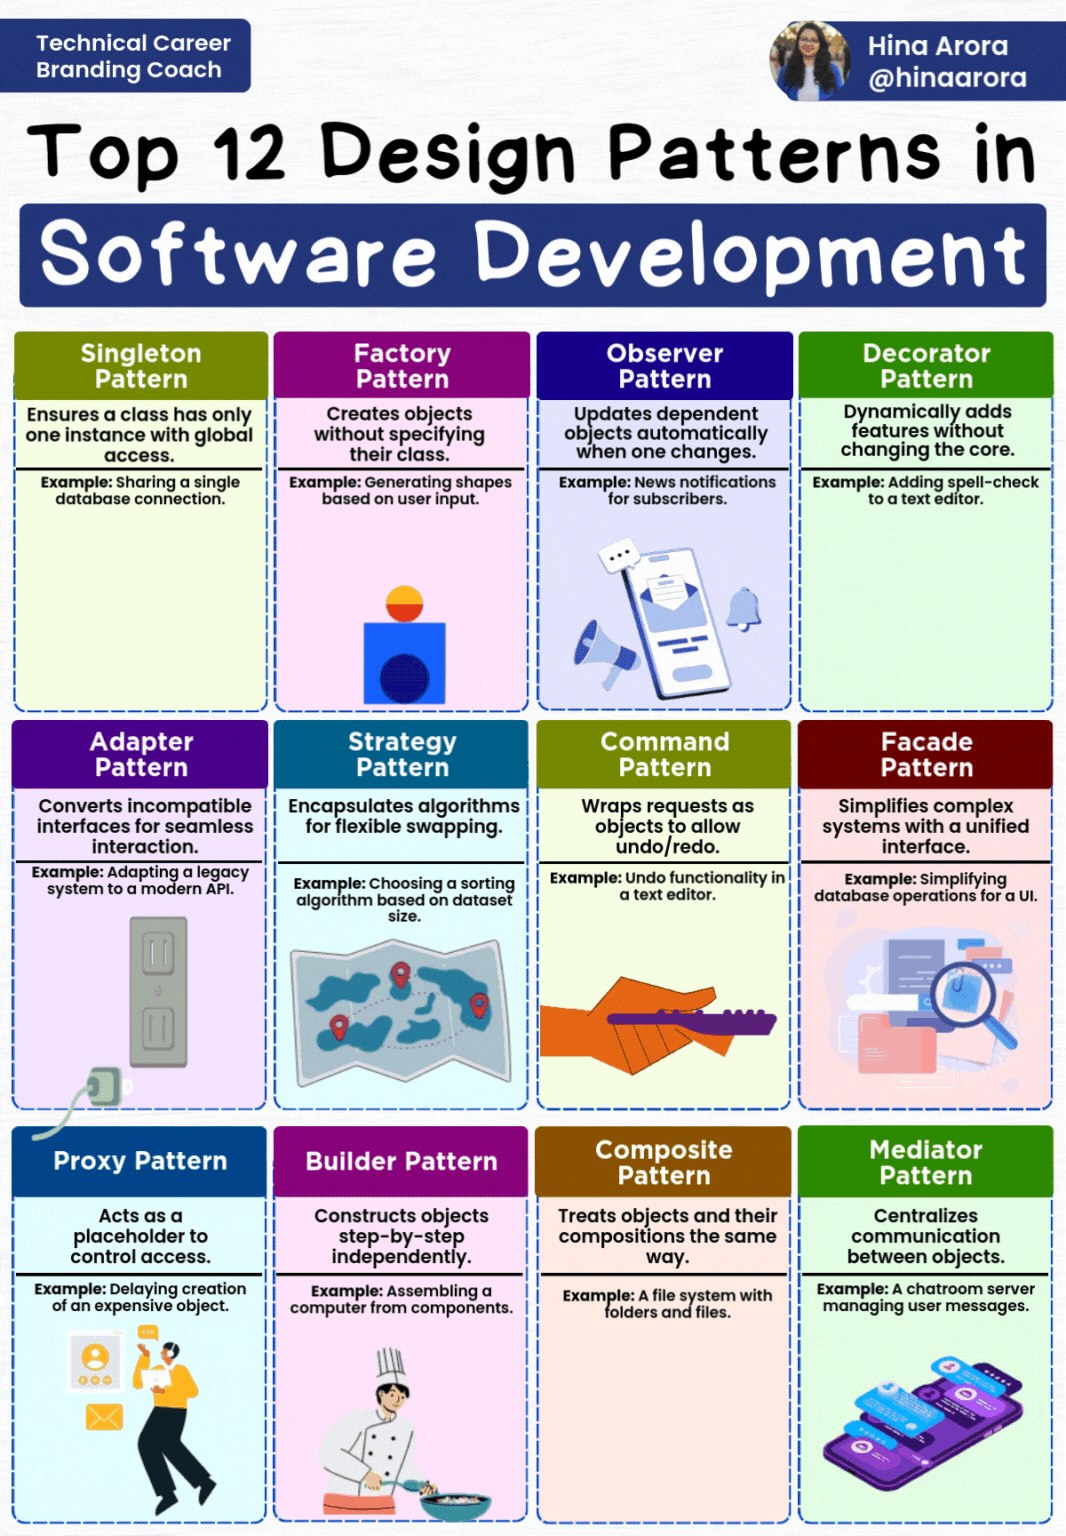 Technical Career
Branding Coach
Hina Arora
@hinaarora
Top 12 Design Patterns in
Software Development
Singleton
Pattern
Ensures a class has only
one instance with global
access.
Example: Sharing a single
database connection.
Factory
Pattern
Creates objects
without specifying
their class.
Example: Generating shapes
based on user input.
Observer
Pattern
Updates dependent
objects automatically
when one changes.
Example: News notifications
for subscribers.
Decorator
Pattern
Dynamically adds
features without
changing the core.
Example: Adding spell-check
to a text editor.
Adapter
Pattern
Converts incompatible
interfaces for seamless
interaction.
Example: Adapting a legacy
system to a modern API.
Strategy
Pattern
Encapsulates algorithms
for flexible swapping.
Example: Choosing a sorting
algorithm based on dataset
size.
Command
Pattern
Wraps requests as
objects to allow
undo/redo.
Example: Undo functionality in
a text editor.
Facade
Pattern
Simplifies complex
systems with a unified
interface.
Example: Simplifying
database operations for a UI.
Proxy Pattern
Acts as a
placeholder to
control access.
Example: Delaying creation
of an expensive object.
Builder Pattern
Constructs objects
step-by-step
independently.
Example: Assembling a
computer from components.
Composite
Pattern
Treats objects and their
compositions the same
way.
Example: A file system with
folders and files.
Mediator
Pattern
Centralizes
communication
between objects.
Example: A chatroom server
managing user messages.